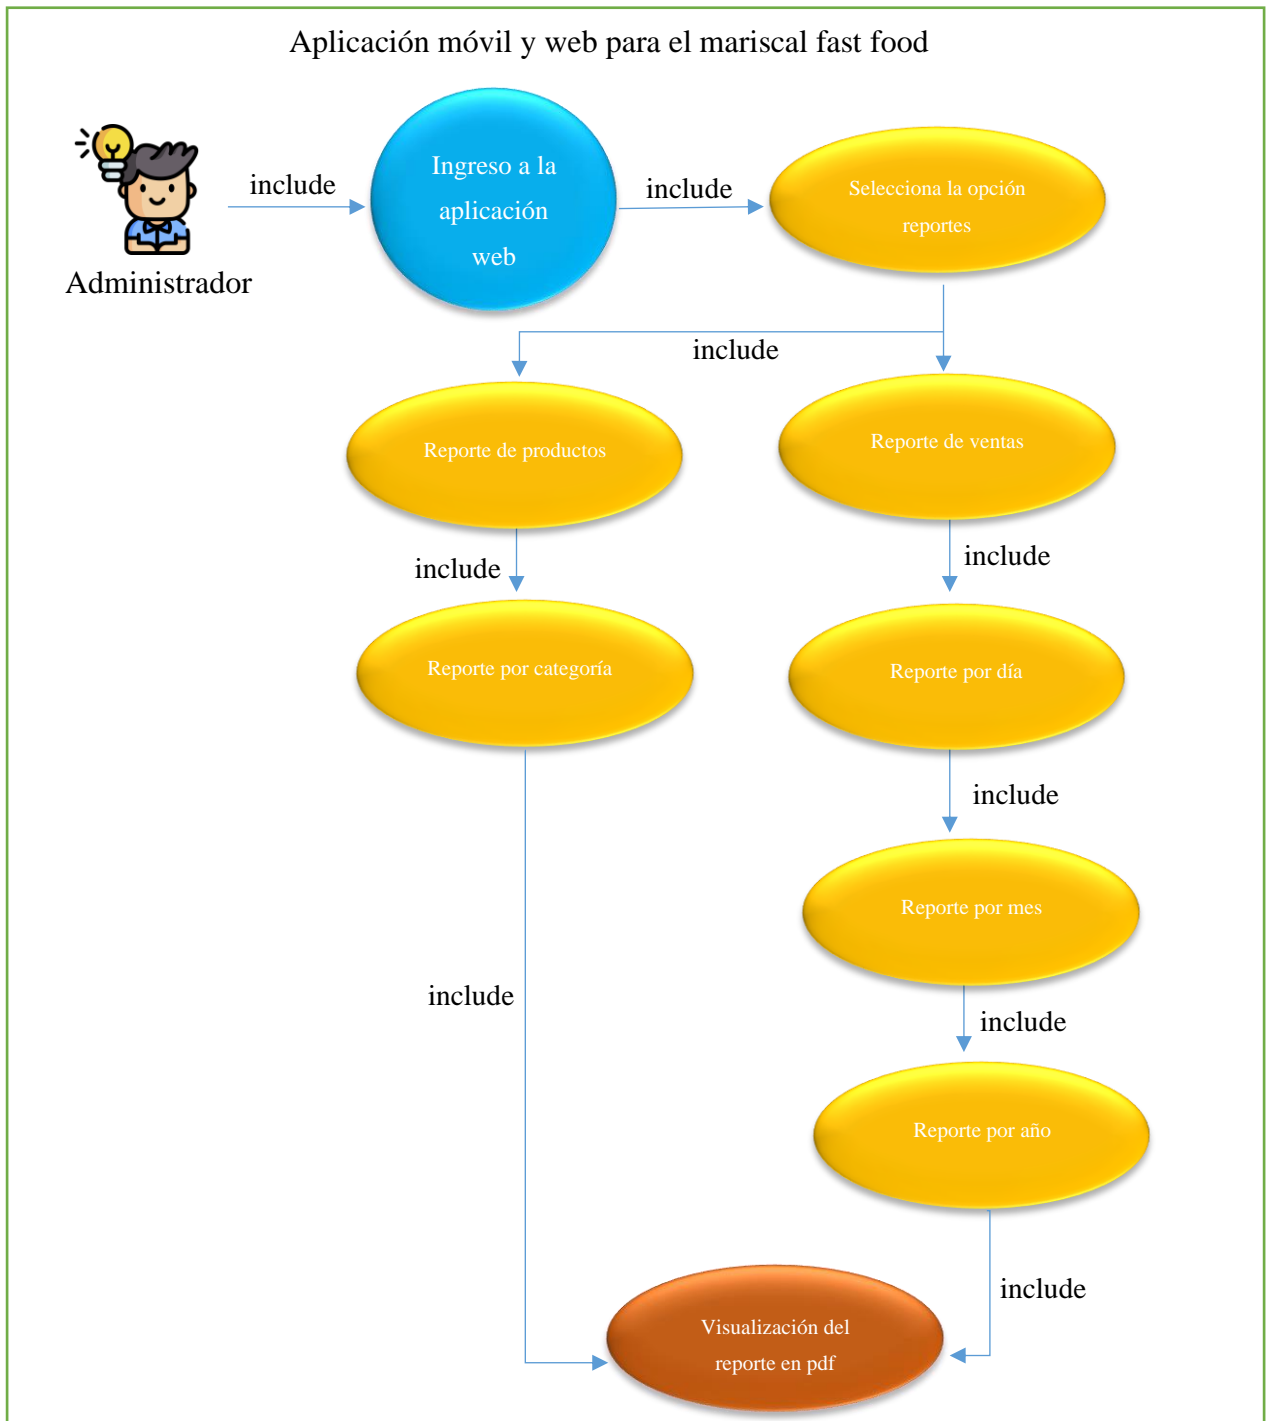 Aplicación móvil y web para el mariscal fast food
include
Ingreso a la
aplicación
web
include
Selecciona la opción
reportes
Administrador
include
Reporte de productos
Reporte de ventas
include
include
Reporte por categoría
Reporte por día
include
Reporte por mes
include
include
Reporte por año
include
Visualización del
reporte en pdf